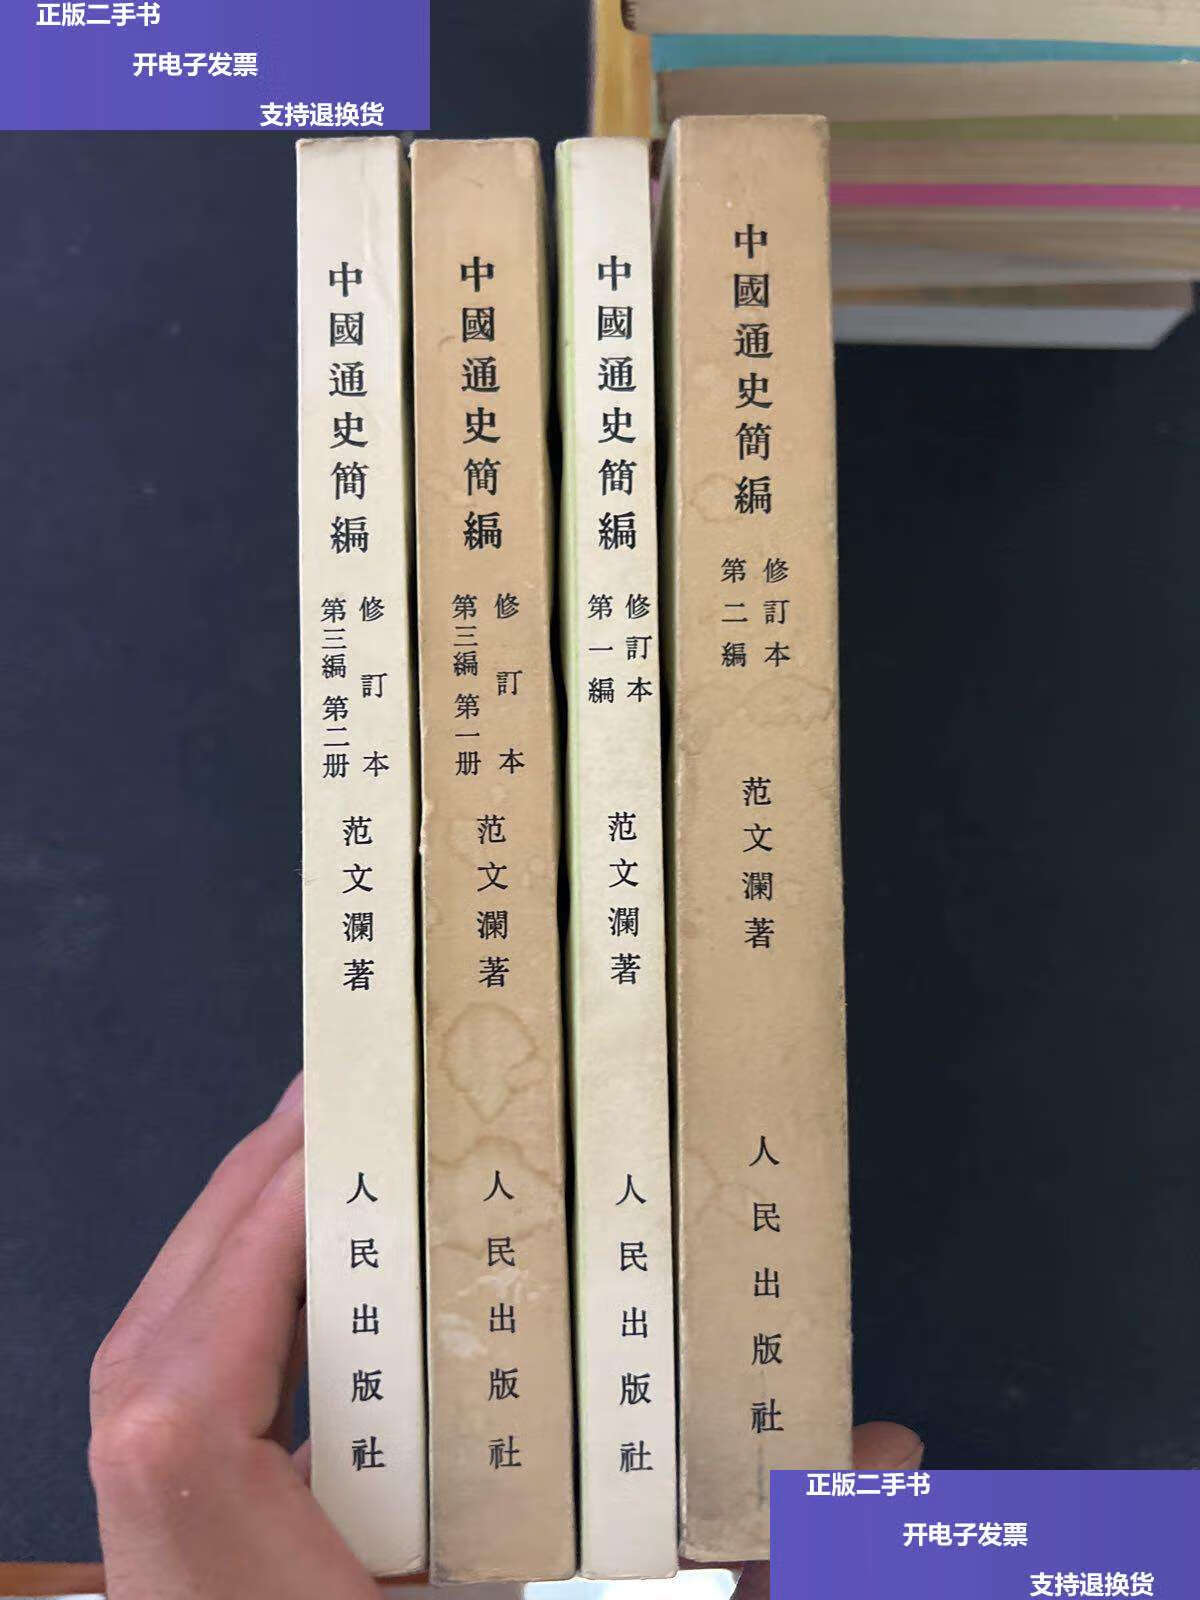 正版二手书
开电子发票
支持退换货
中國通史簡編
修訂本
第三編 第二册
范文瀾著
人民出版社
中國通史簡編
修訂本
第三編 第一册
范文瀾著
人民出版社
中國通史簡編
修訂本
第一編
范文瀾著
人民出版社
中國通史簡編
修訂本
第二編
范文瀾著
人民出版社
正版二手书
开电子发票
支持退换货